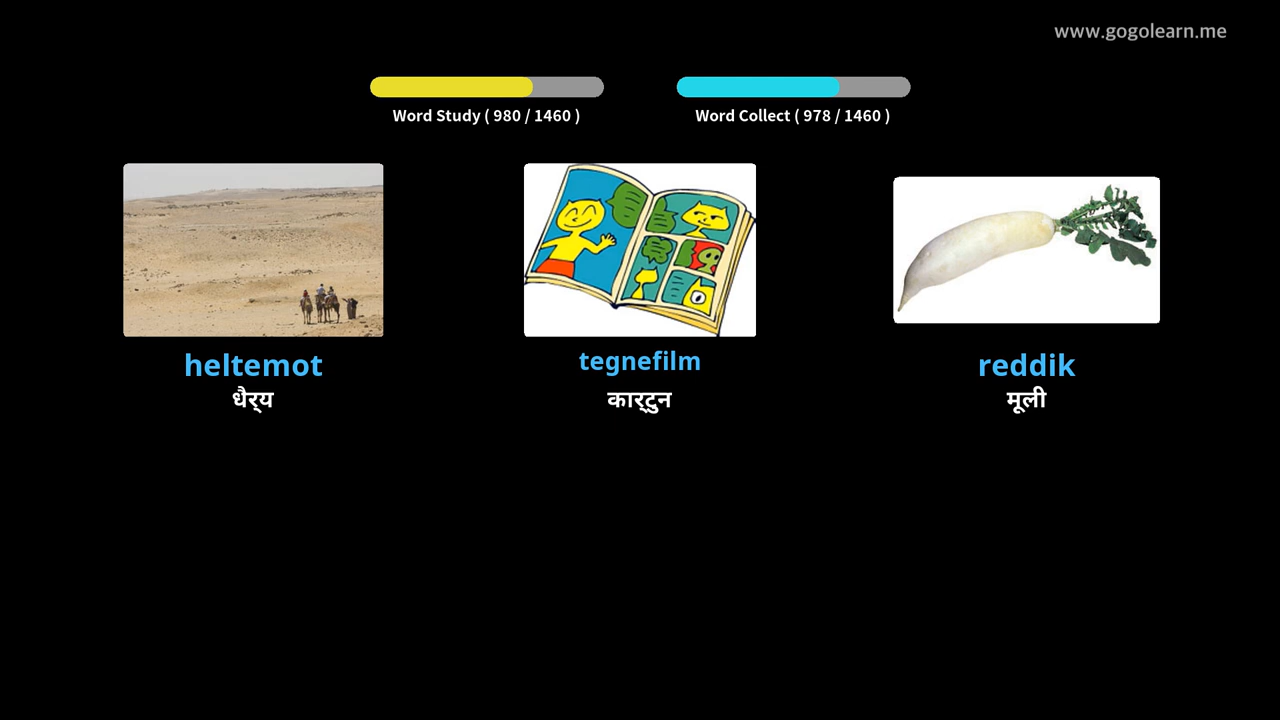 www.gogolearn.me
Word Study ( 980 / 1460 )
Word Collect ( 978 / 1460 )
heltemot
धैर्‍य
tegnefilm
कार्‍टुन
reddik
मूली